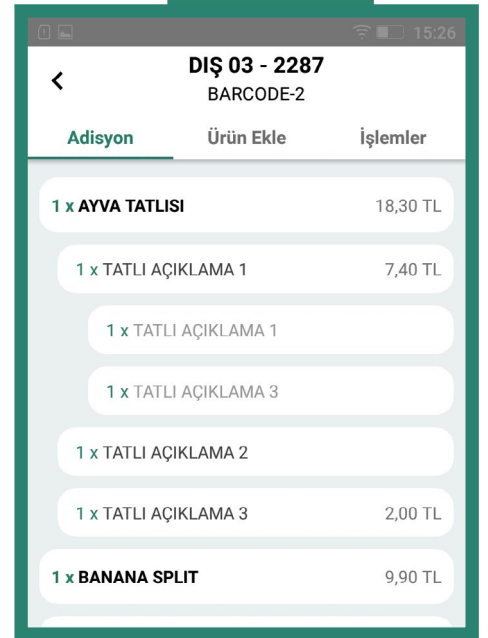 15:26
DIŞ 03 - 2287
BARCODE-2
Adisyon Ürün Ekle İşlemler
1 x AYVA TATLISI 18,30 TL
1 x TATLI AÇIKLAMA 1 7,40 TL
1 x TATLI AÇIKLAMA 1
1 x TATLI AÇIKLAMA 3
1 x TATLI AÇIKLAMA 2
1 x TATLI AÇIKLAMA 3 2,00 TL
1 x BANANA SPLIT 9,90 TL